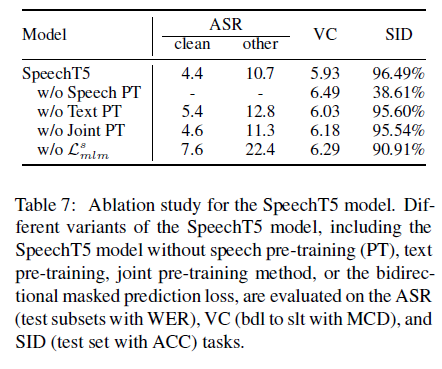 Model ASR VC SID
clean other
SpeechT5 4.4 10.7 5.93 96.49%
w/o Speech PT - - 6.49 38.61%
w/o Text PT 5.4 12.8 6.03 95.60%
w/o Joint PT 4.6 11.3 6.18 95.54%
w/o ℒˢₘₗₘ 7.6 22.4 6.29 90.91%
Table 7: Ablation study for the SpeechT5 model. Dif-
ferent variants of the SpeechT5 model, including the
SpeechT5 model without speech pre-training (PT), text
pre-training, joint pre-training method, or the bidirec-
tional masked prediction loss, are evaluated on the ASR
(test subsets with WER), VC (bdl to slt with MCD), and
SID (test set with ACC) tasks.